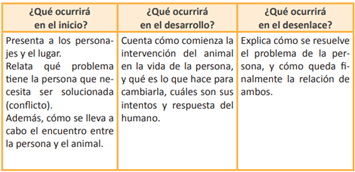 ¿Qué ocurrirá
en el inicio?
Presenta a los persona-
jes y el lugar.
Relata qué problema
tiene la persona que ne-
cesita ser solucionada
(conflicto).
Además, cómo se lleva a
cabo el encuentro entre
la persona y el animal.
¿Qué ocurrirá
en el desarrollo?
Cuenta cómo comienza la
intervención del animal
en la vida de la persona,
y qué es lo que hace para
cambiarla, cuáles son sus
intentos y respuesta del
humano.
¿Qué ocurrirá
en el desenlace?
Explica cómo se resuelve
el problema de la per-
sona, y cómo queda fi-
nalmente la relación de
ambos.